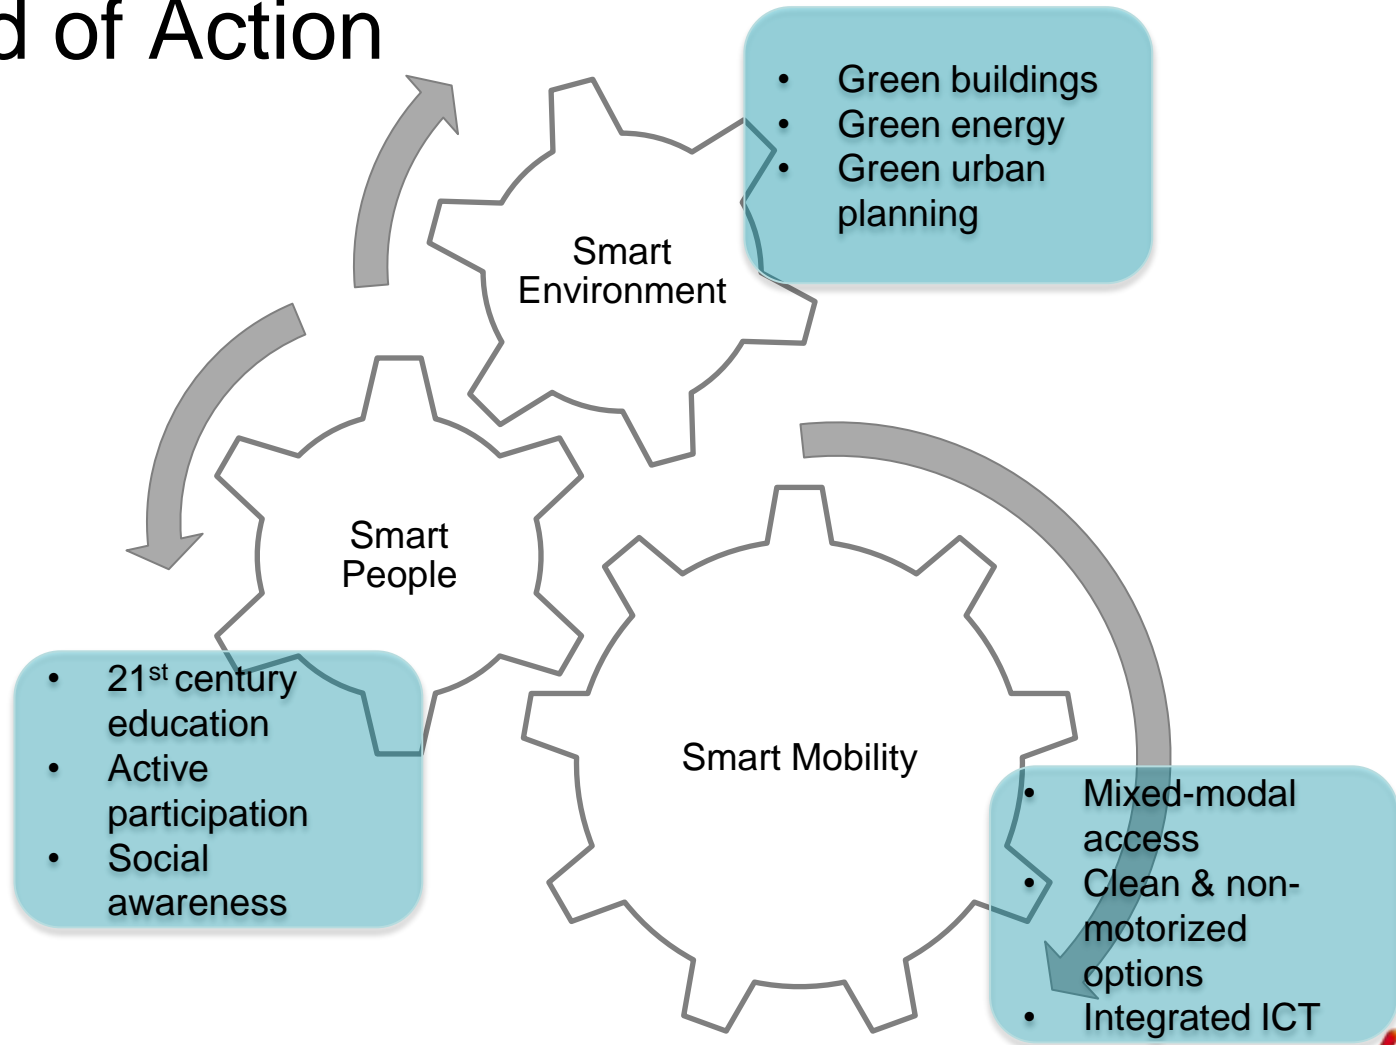 d of Action
• Green buildings
• Green energy
• Green urban
planning
Smart
Environment
Smart
People
• 21st century
education
• Active
participation
• Social
awareness
Smart Mobility
• Mixed-modal
access
• Clean & non-
motorized
options
• Integrated ICT